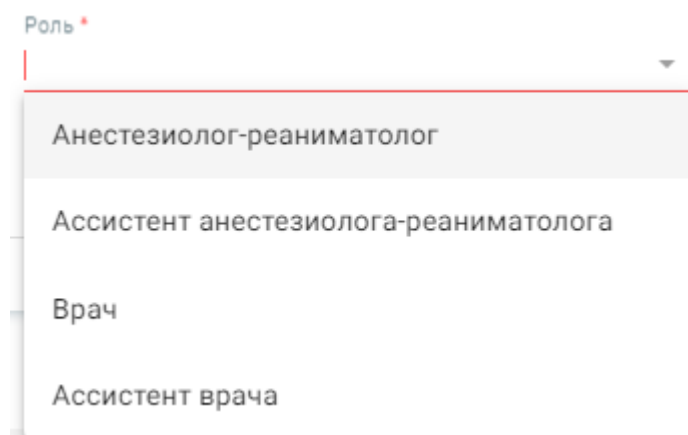 Роль *
Анестезиолог-реаниматолог
Ассистент анестезиолога-реаниматолога
Врач
Ассистент врача